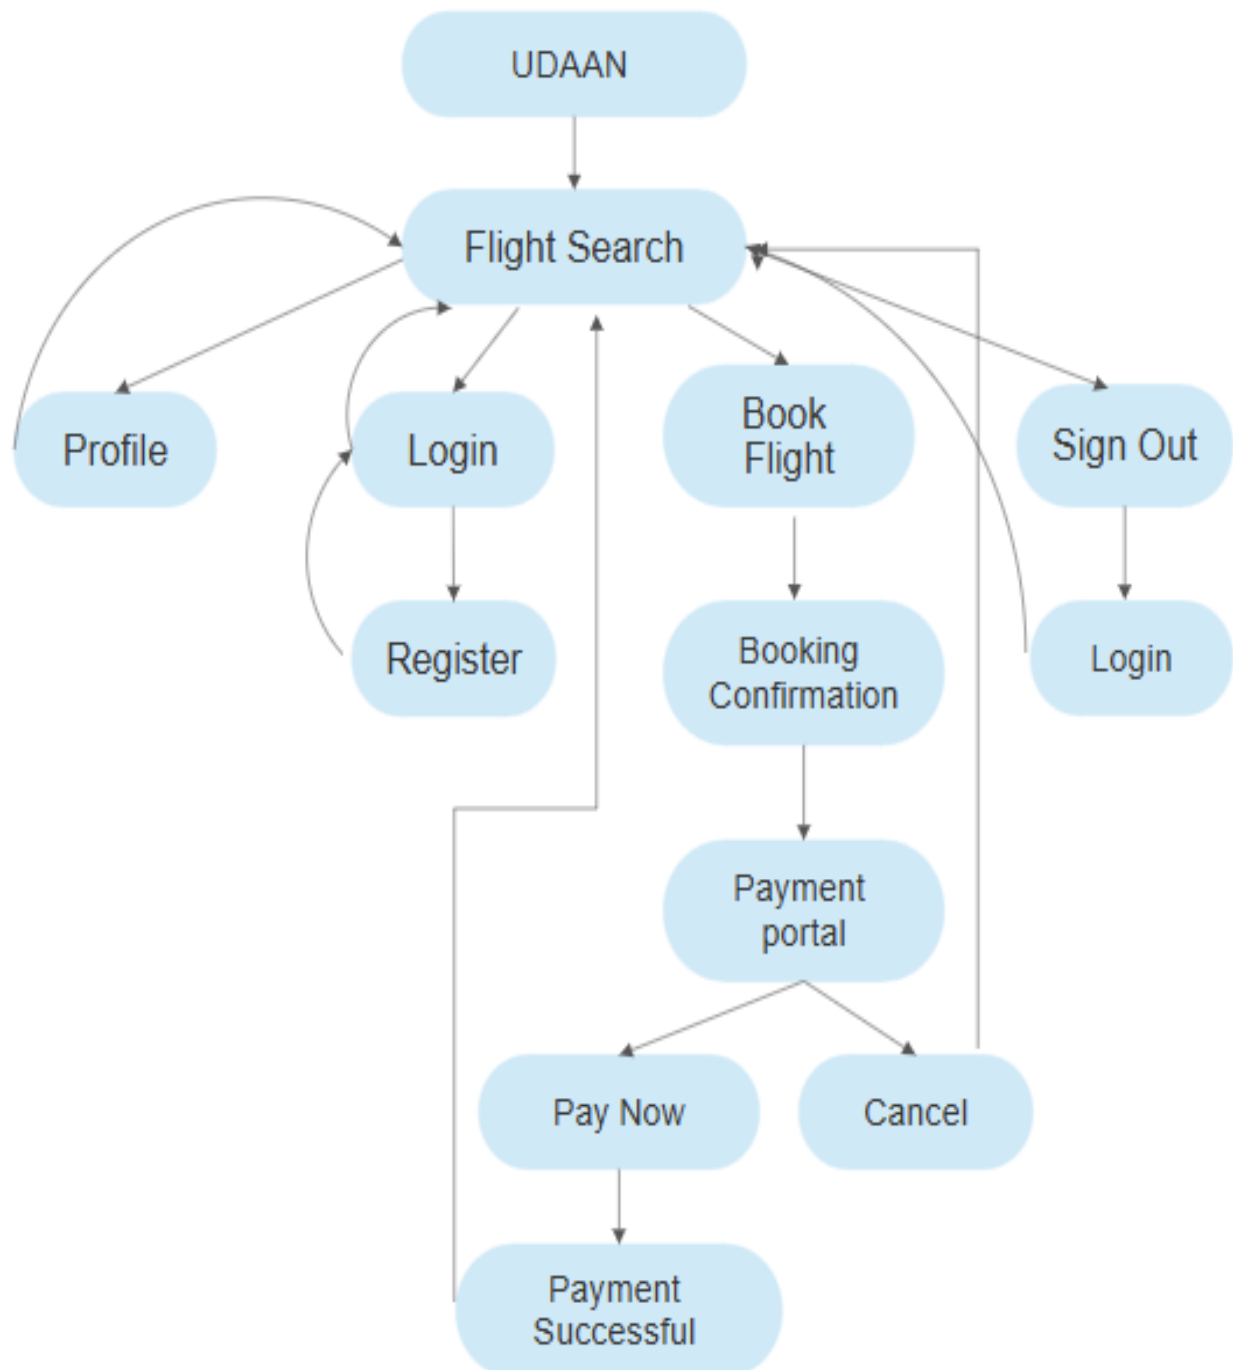 UDAAN
Flight Search
Profile
Login
Book
Flight
Sign Out
Register
Booking
Confirmation
Login
Payment
portal
Pay Now
Cancel
Payment
Successful